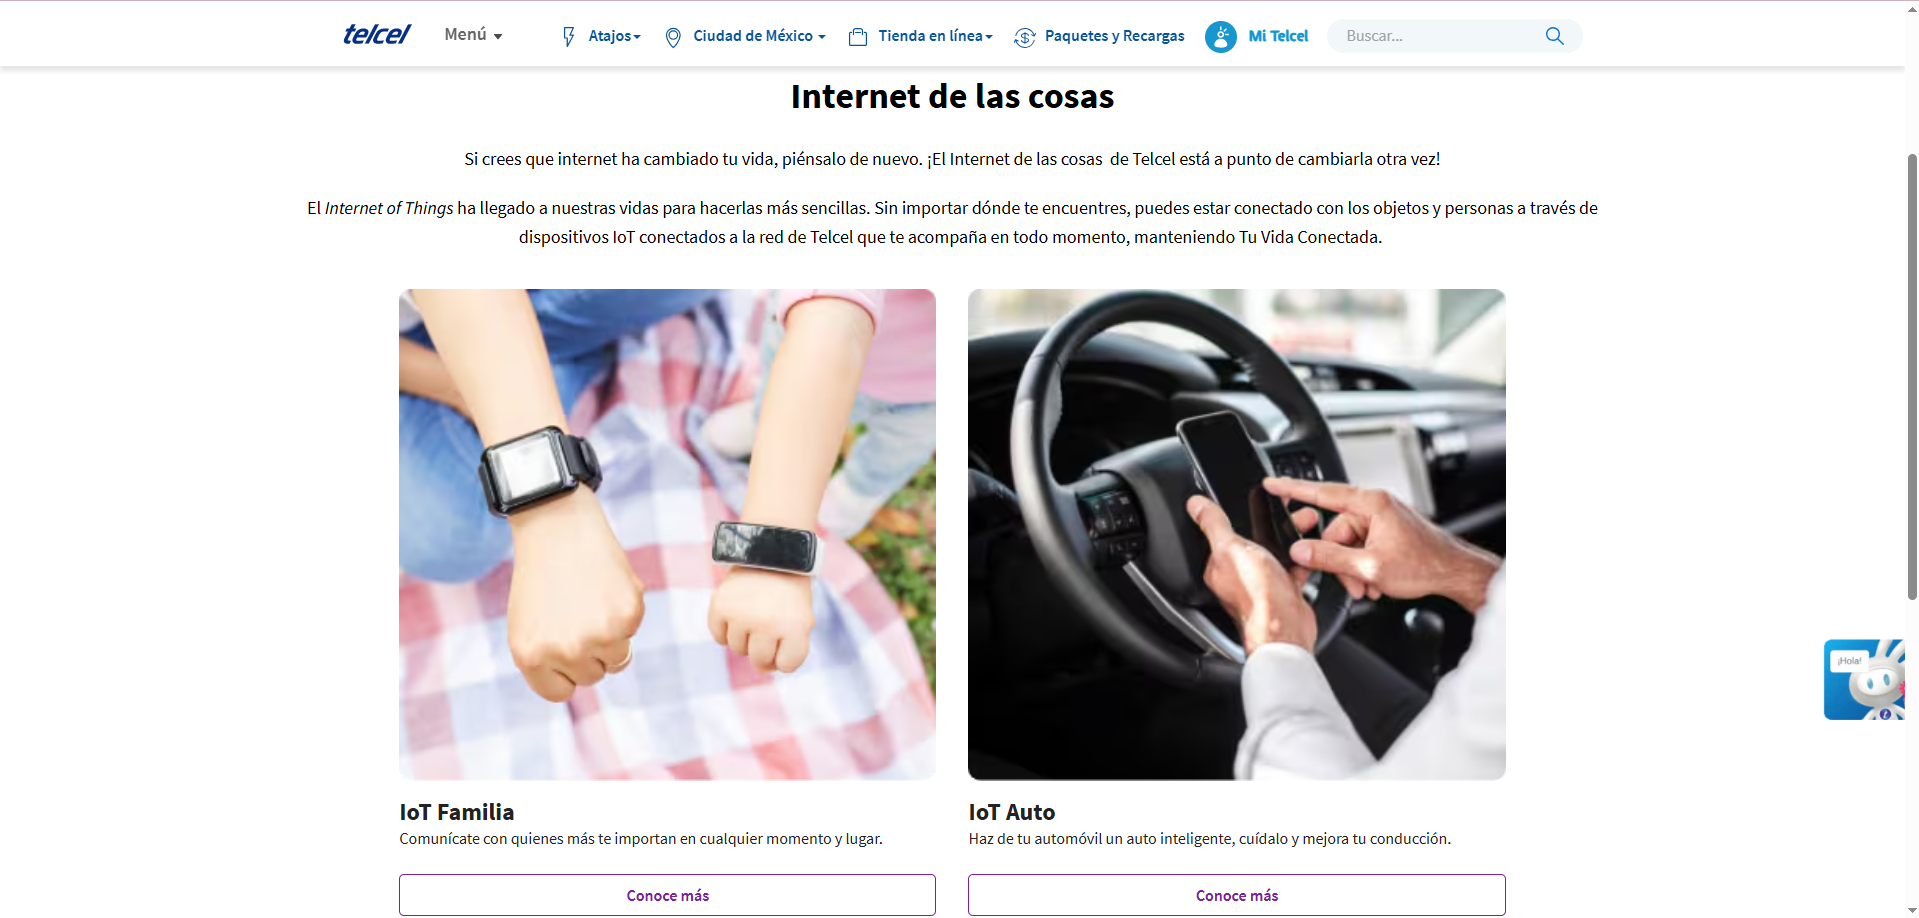 telcel Menú Atajos Ciudad de México Tienda en línea Paquetes y Recargas Mi Telcel Buscar...
Internet de las cosas
Si crees que internet ha cambiado tu vida, piénsalo de nuevo. ¡El Internet de las cosas de Telcel está a punto de cambiarla otra vez!
El Internet of Things ha llegado a nuestras vidas para hacerlas más sencillas. Sin importar dónde te encuentres, puedes estar conectado con los objetos y personas a través de
dispositivos IoT conectados a la red de Telcel que te acompaña en todo momento, manteniendo Tu Vida Conectada.
¡Hola!
IoT Familia
Comunícate con quienes más te importan en cualquier momento y lugar.
Conoce más
IoT Auto
Haz de tu automóvil un auto inteligente, cuídalo y mejora tu conducción.
Conoce más